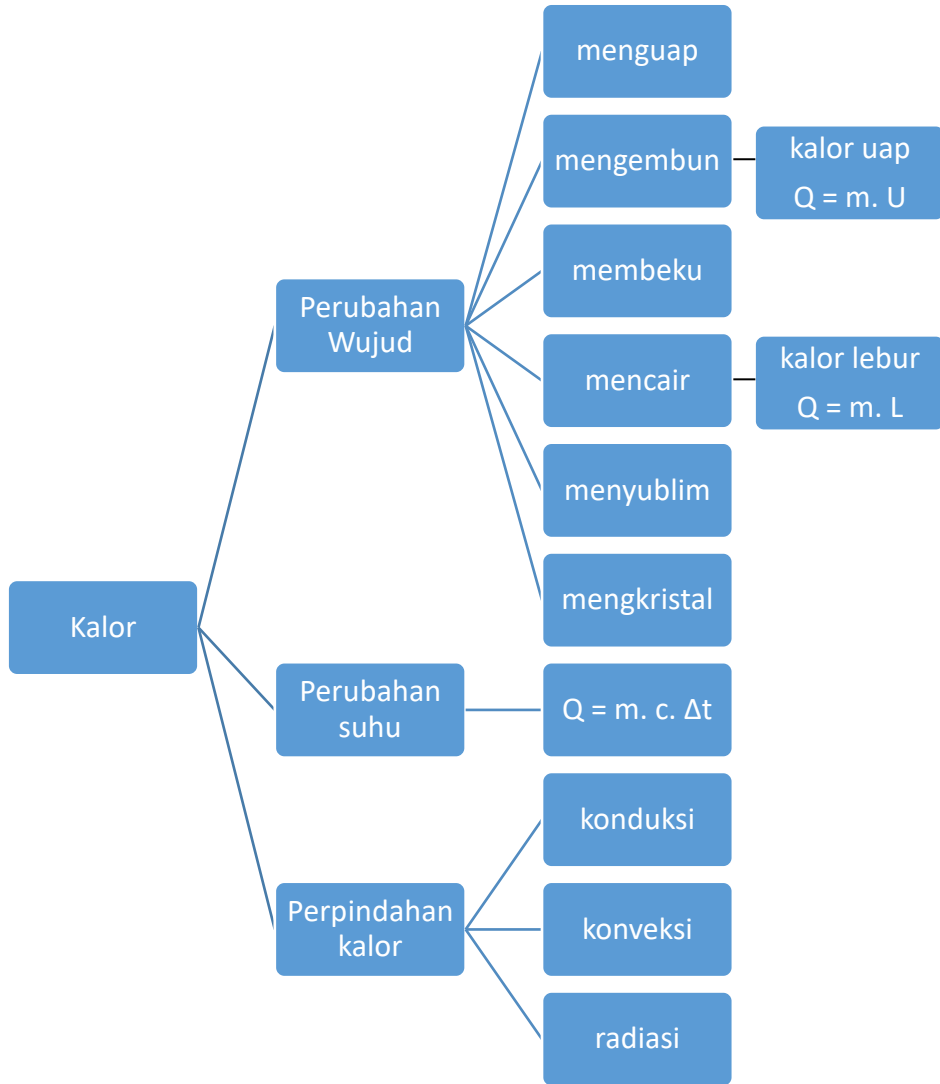 menguap
mengembun
kalor uap
Q = m. U
membeku
Perubahan
Wujud
mencair
kalor lebur
Q = m. L
menyublim
mengkristal
Kalor
Perubahan
suhu
Q = m. c. Δt
konduksi
Perpindahan
kalor
konveksi
radiasi